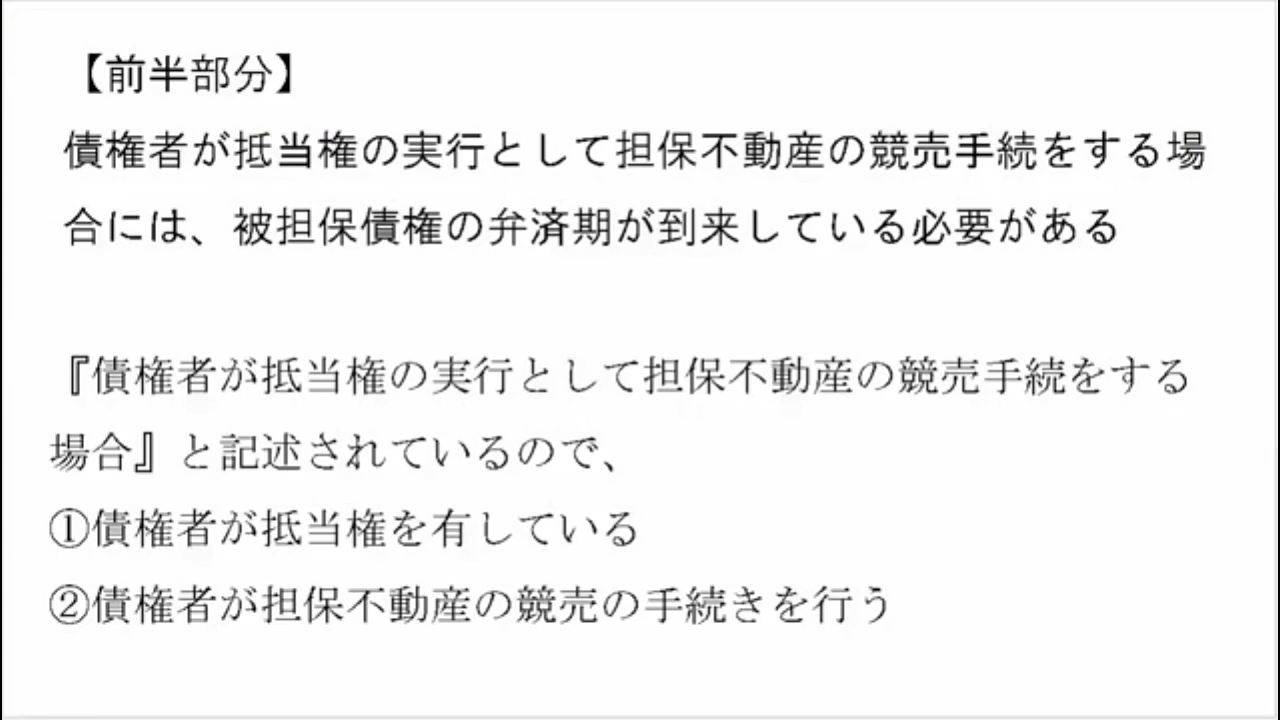 【前半部分】
債権者が抵当権の実行として担保不動産の競売手続をする場
合には、被担保債権の弁済期が到来している必要がある
『債権者が抵当権の実行として担保不動産の競売手続をする
場合』と記述されているので、
①債権者が抵当権を有している
②債権者が担保不動産の競売の手続きを行う